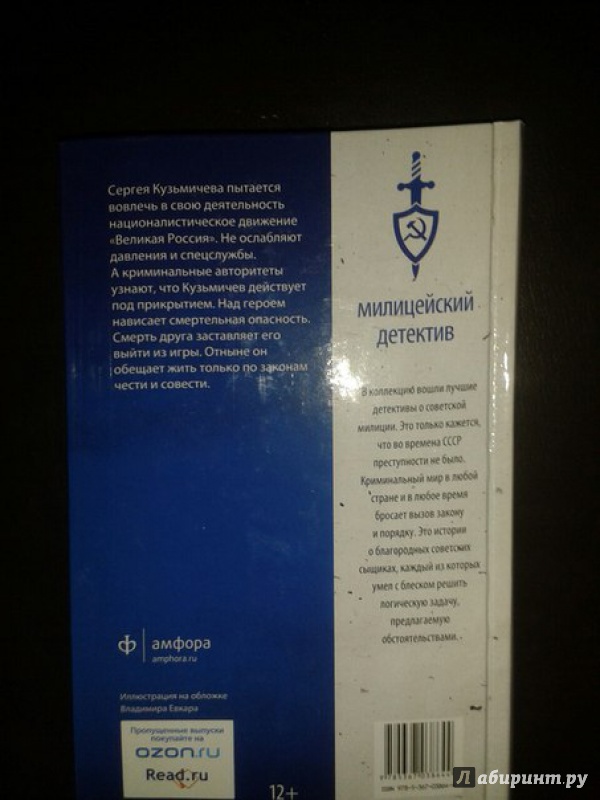 Сергея Кузьмичева пытается
вовлечь в свою деятельность
националистическое движение
«Великая Россия». Не ослабляют
давления и спецслужбы.
А криминальные авторитеты
узнают, что Кузьмичев действует
под прикрытием. Над героем
нависает смертельная опасность.
Смерть друга заставляет его
выйти из игры. Отныне он
обещает жить только по законам
чести и совести.
амфора
amphora.ru
Иллюстрация на обложке
Владимира Евкара
Пропущенные выпуски
покупайте на
OZON.ru
Read.ru
12+
МИЛИЦЕЙСКИЙ
ДЕТЕКТИВ
В коллекцию вошли лучшие
детективы о советской
милиции. Это только кажется,
что во времена СССР
преступности не было.
Криминальный мир в любой
стране и в любое время
бросает вызов закону
и порядку. Это истории
о благородных советских
сыщиках, каждый из которых
умел с блеском решить
логическую задачу,
предлагаемую
обстоятельствами.
Лабиринт.ру